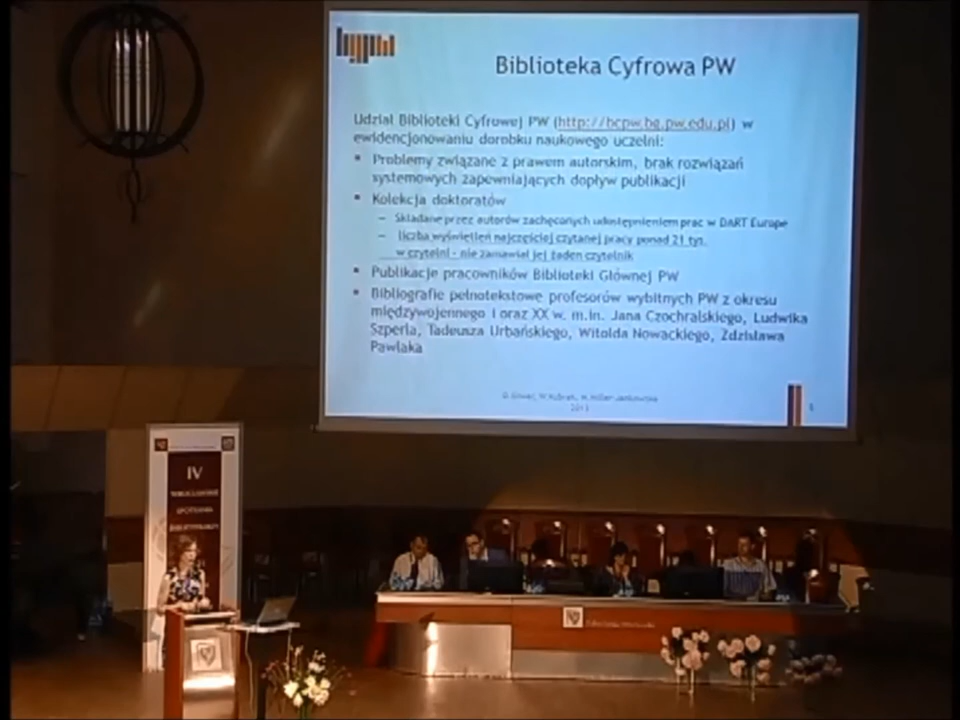 bgpw
Biblioteka Cyfrowa PW
Udział Biblioteki Cyfrowej PW (http://bcpw.bg.pw.edu.pl) w
ewidencjonowaniu dorobku naukowego uczelni:
▪ Problemy związane z prawem autorskim, brak rozwiązań
systemowych zapewniających dopływ publikacji
▪ Kolekcja doktoratów
– Składane przez autorów zachęconych udostępnieniem prac w DART Europe
– liczba wyświetleń najczęściej czytanej pracy ponad 21 tys.
w czytelni - nie zamawiał jej żaden czytelnik
▪ Publikacje pracowników Biblioteki Głównej PW
▪ Bibliografie pełnotekstowe profesorów wybitnych PW z okresu
międzywojennego i oraz XX w. m.in. Jana Czochralskiego, Ludwika
Szperla, Tadeusza Urbańskiego, Witolda Nowackiego, Zdzisława
Pawlaka
2013
IV
WROCŁAWSKIE
SPOTKANIA